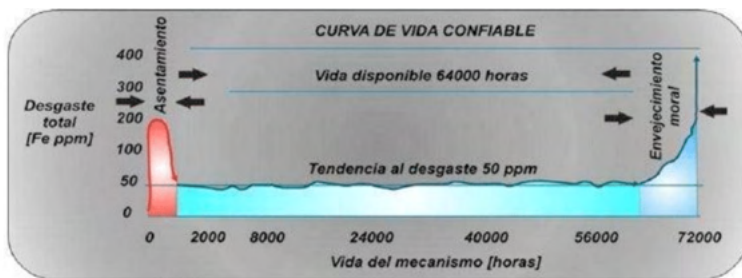 CURVA DE VIDA CONFIABLE
Vida disponible 64000 horas
Asentamiento
Envejecimiento
moral
Desgaste
total
[Fe ppm]
400
300
200
100
50
0
Tendencia al desgaste 50 ppm
0 2000 8000 24000 40000 56000 72000
Vida del mecanismo [horas]